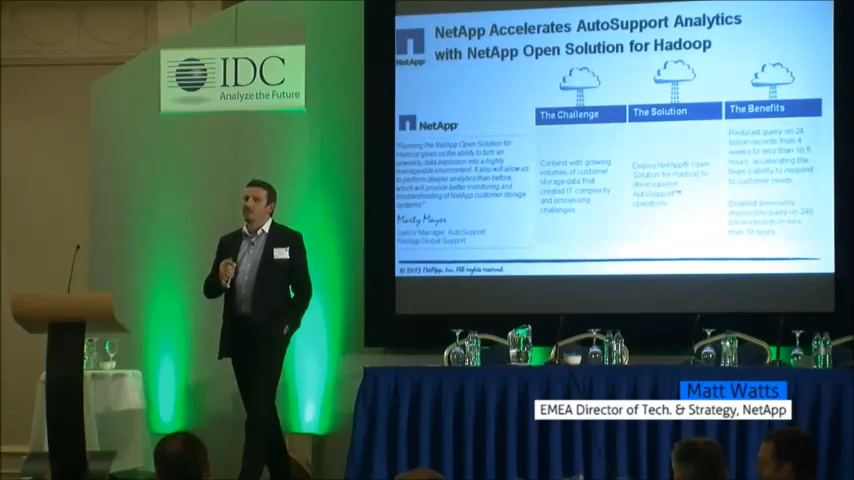 IDC
Analyze the Future
NetApp Accelerates AutoSupport Analytics
with NetApp Open Solution for Hadoop
NetApp
NetApp
"Running the NetApp Open Solution for
Hadoop gives us the ability to turn an
unwieldy data explosion into a highly
manageable environment. It also will allow us
to perform deeper analytics than before,
which will provide better monitoring and
troubleshooting of NetApp customer storage
systems."
Marty Mayer
Senior Manager, AutoSupport
NetApp Global Support
The Challenge
Contend with growing
volumes of customer
storage data that
created IT complexity
and processing
challenges.
The Solution
Deploy NetApp® Open
Solution for Hadoop to
drive superior
AutoSupport™
operations.
The Benefits
Reduced query on 24
billion records from 4
weeks to less than 10.5
hours, accelerating the
team's ability to respond
to customer needs.
Enabled previously
impossible query on 240
billion records in less
than 18 hours.
© 2013 NetApp, Inc. All rights reserved.
Matt Watts
EMEA Director of Tech. & Strategy, NetApp